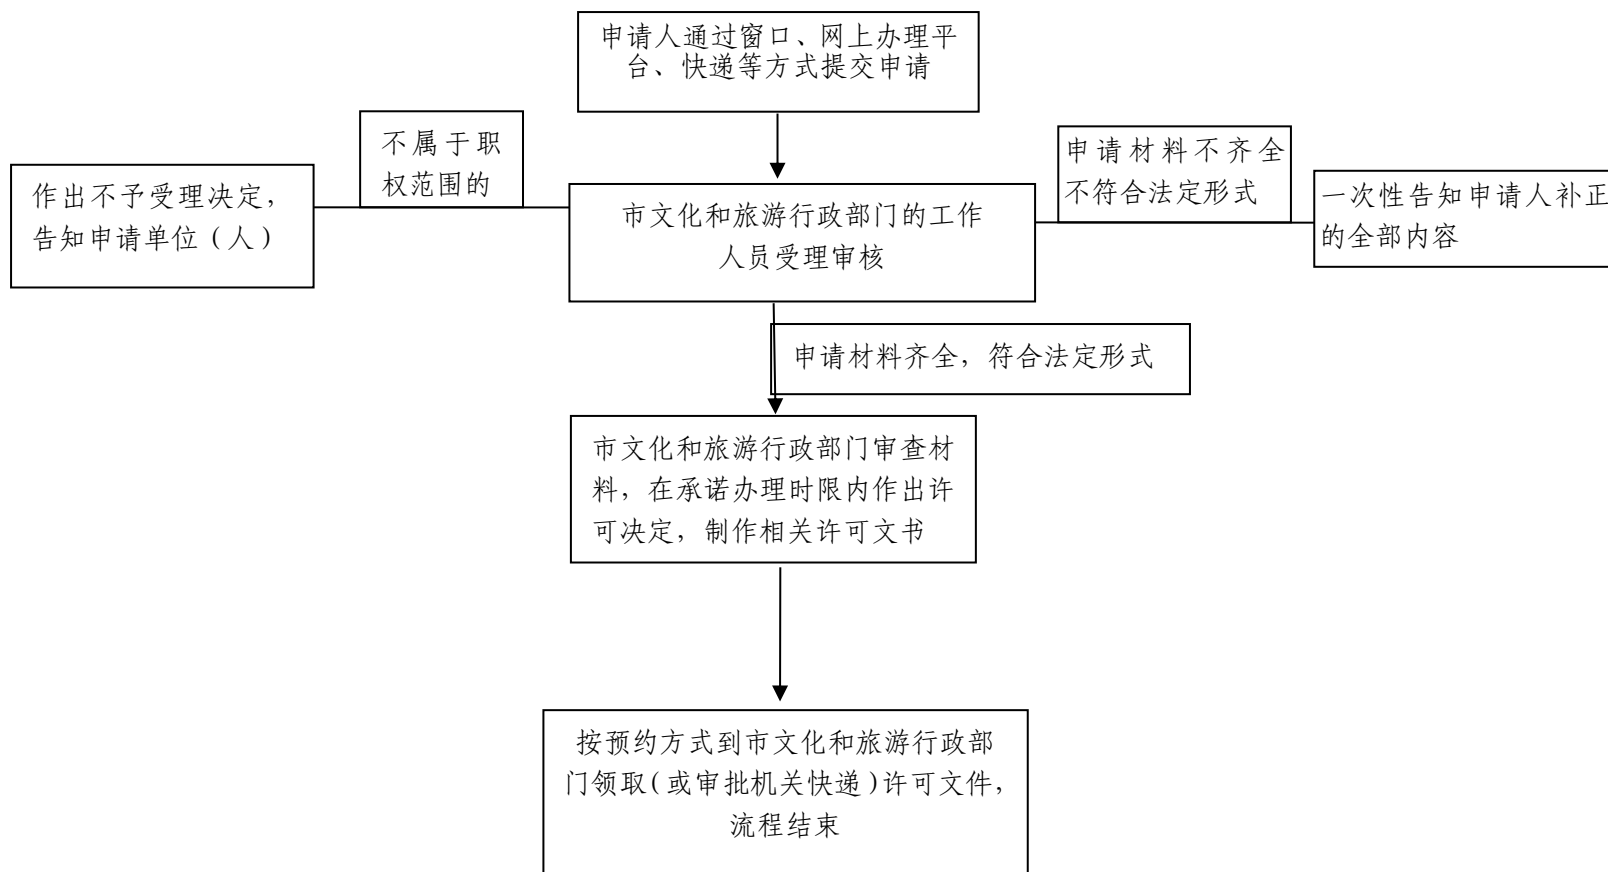 申请人通过窗口、网上办理平
台、快递等方式提交申请
不属于职
权范围的
申请材料不齐全
不符合法定形式
作出不予受理决定，
告知申请单位（人）
市文化和旅游行政部门的工作
人员受理审核
一次性告知申请人补正
的全部内容
申请材料齐全，符合法定形式
市文化和旅游行政部门审查材
料，在承诺办理时限内作出许
可决定，制作相关许可文书
按预约方式到市文化和旅游行政部
门领取（或审批机关快递）许可文件，
流程结束